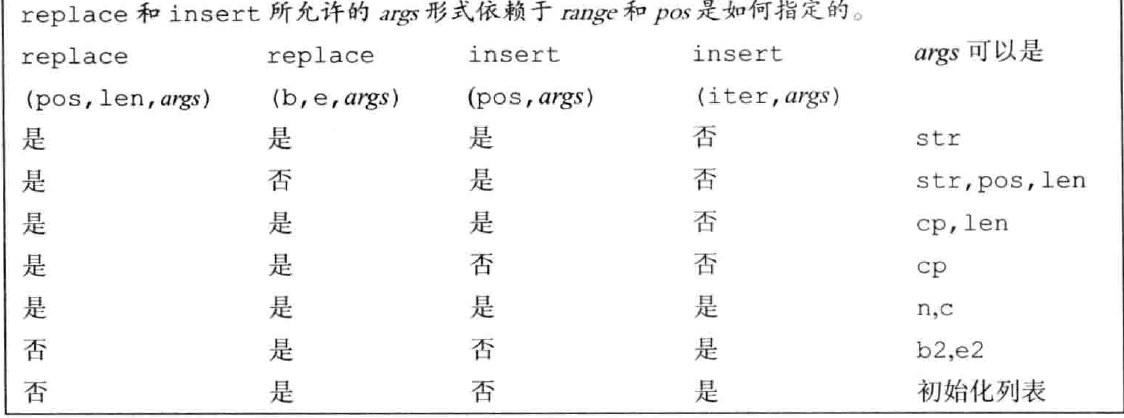 replace 和 insert 所允许的 args 形式依赖于 range 和 pos 是如何指定的。
replace replace insert insert args 可以是
(pos,len,args) (b,e,args) (pos,args) (iter,args)
是 是 是 否 str
是 否 是 否 str,pos,len
是 是 是 否 cp,len
是 是 否 否 cp
是 是 是 是 n,c
否 是 否 是 b2,e2
否 是 否 是 初始化列表